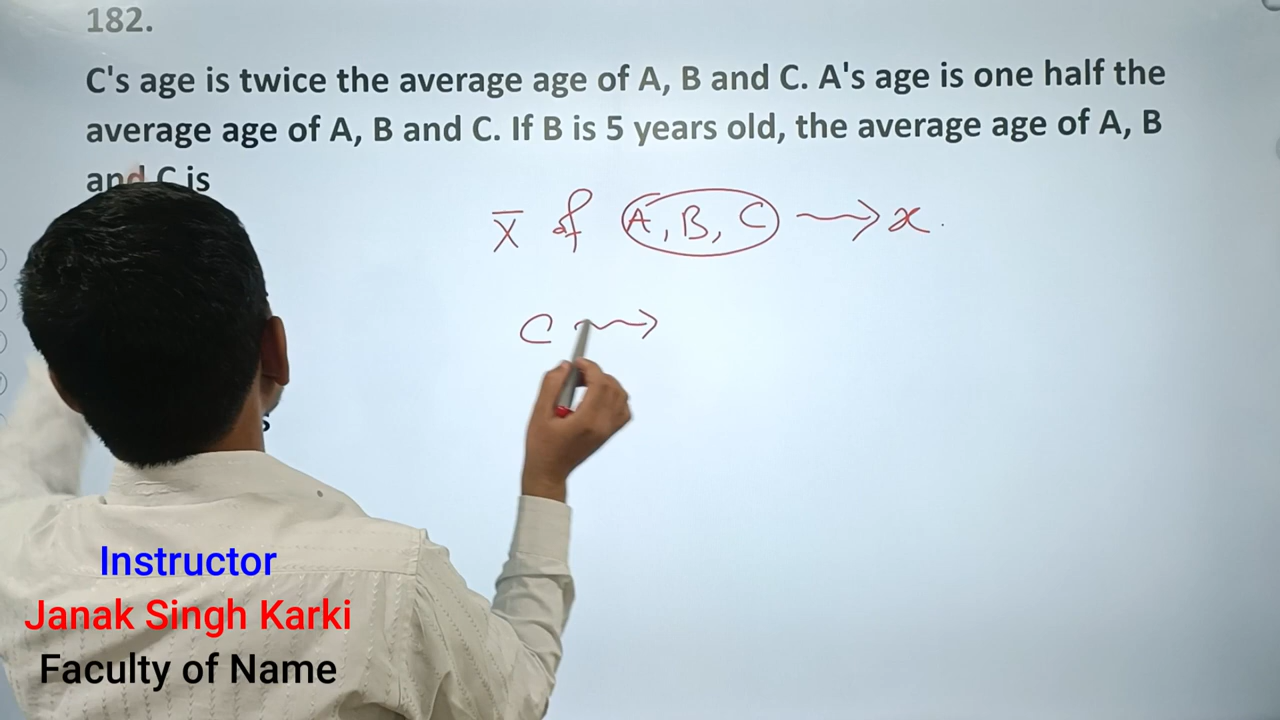 182.
C's age is twice the average age of A, B and C. A's age is one half the
average age of A, B and C. If B is 5 years old, the average age of A, B
and C is
X̅ of A, B, C → x.
C →
s
Instructor
Janak Singh Karki
Faculty of Name